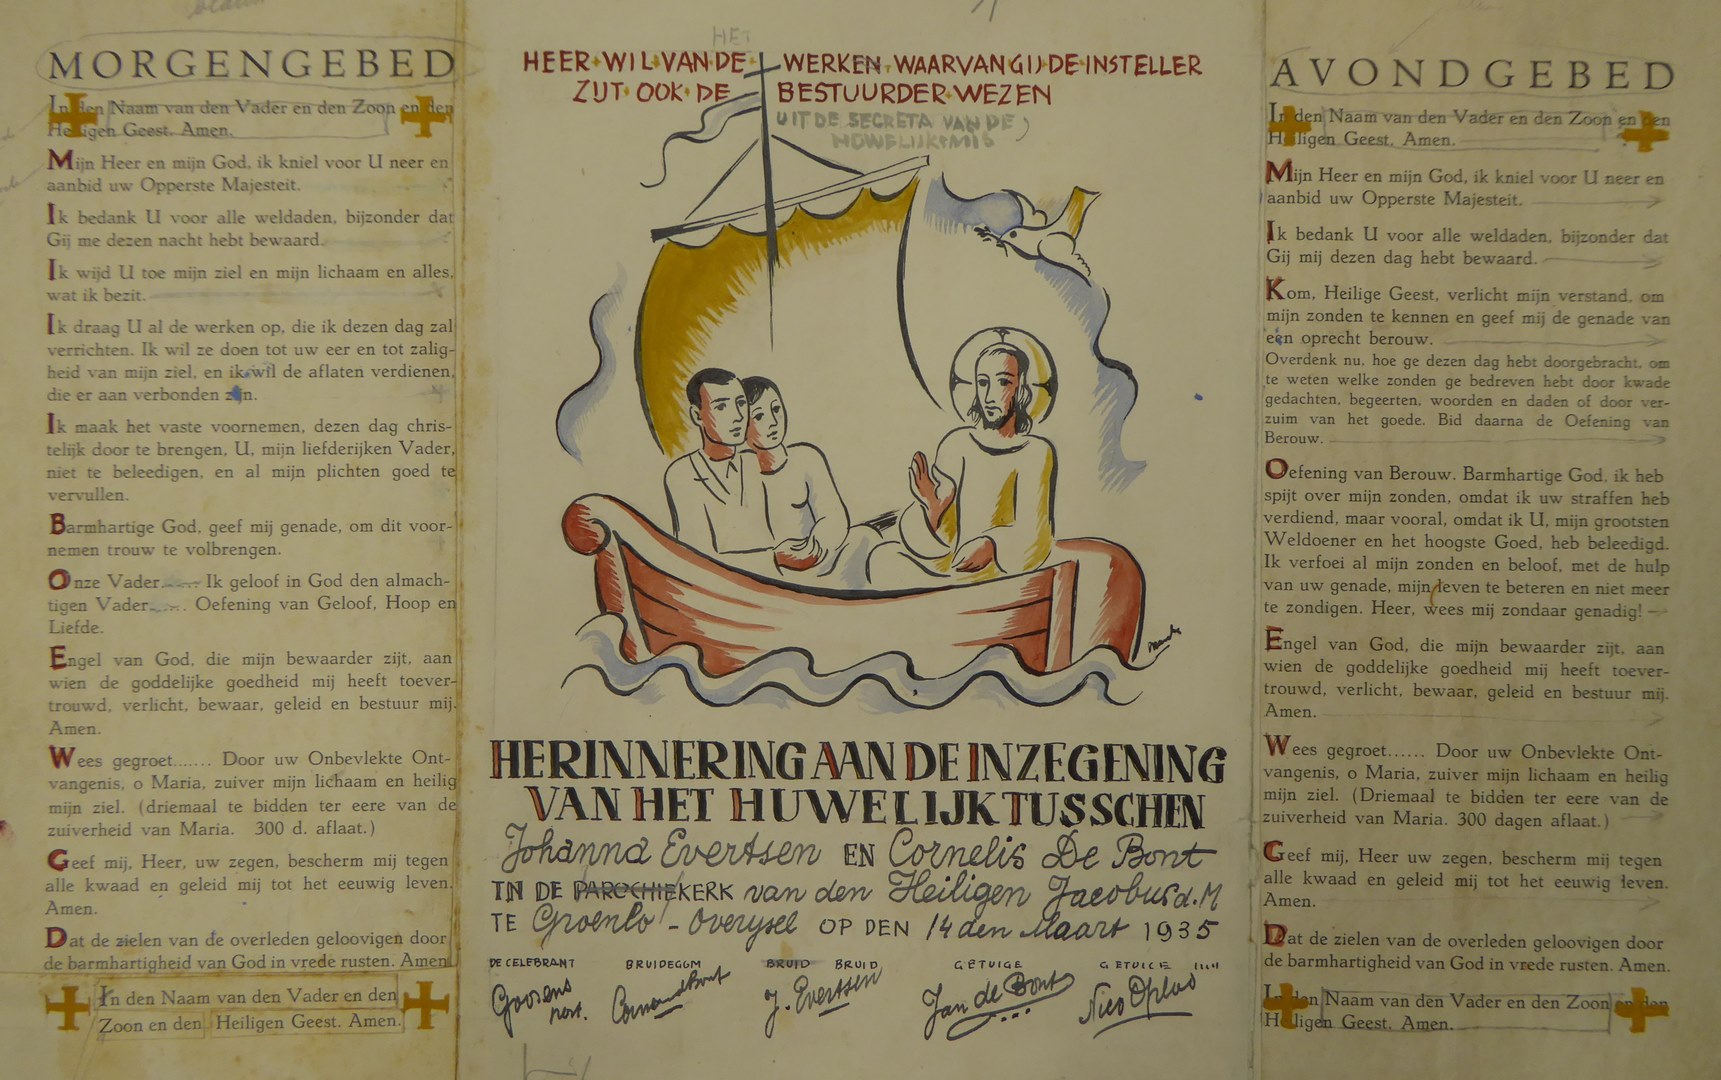 MORGENGEBED
In den Naam van den Vader en den Zoon en den
Heiligen Geest. Amen.
Mijn Heer en mijn God, ik kniel voor U neer en
aanbid uw Opperste Majesteit.
Ik bedank U voor alle weldaden, bijzonder dat
Gij me dezen nacht hebt bewaard.
Ik wijd U toe mijn ziel en mijn lichaam en alles,
wat ik bezit.
Ik draag U al de werken op, die ik dezen dag zal
verrichten. Ik wil ze doen tot uw eer en tot zalig-
heid van mijn ziel, en ik wil de aflaten verdienen,
die er aan verbonden zijn.
Ik maak het vaste voornemen, dezen dag chris-
telijk door te brengen, U, mijn liefderijken Vader,
niet te beleedigen, en al mijn plichten goed te
vervullen.
Barmhartige God, geef mij genade, om dit voor-
nemen trouw te volbrengen.
Onze Vader...... Ik geloof in God den almach-
tigen Vader...... Oefening van Geloof, Hoop en
Liefde.
Engel van God, die mijn bewaarder zijt, aan
wien de goddelijke goedheid mij heeft toever-
trouwd, verlicht, bewaar, geleid en bestuur mij.
Amen.
Wees gegroet....... Door uw Onbevlekte Ont-
vangenis, o Maria, zuiver mijn lichaam en heilig
mijn ziel. (driemaal te bidden ter eere van de
zuiverheid van Maria. 300 d. aflaat.)
Geef mij, Heer, uw zegen, bescherm mij tegen
alle kwaad en geleid mij tot het eeuwig leven.
Amen.
Dat de zielen van de overleden geloovigen door
de barmhartigheid van God in vrede rusten. Amen.
In den Naam van den Vader en den
Zoon en den Heiligen Geest. Amen.
HET
HEER WIL VAN DE WERKEN WAARVAN GIJ DE INSTELLER
ZIJT OOK DE BESTUURDER WEZEN
UIT DE SECRETA VAN DE
HUWELIJKSMIS
HERINNERING AAN DE INZEGENING
VAN HET HUWELIJK TUSSCHEN
Johanna Evertsen EN Cornelis De Bont
IN DE PAROCHIEKERK van den Heiligen Jacobus d. M
TE Groenlo - Overysel OP DEN 14 den Maart 1935
DE CELEBRANT BRUIDEGOM BRUID BRUID GETUIGE GETUIGE
Goosens J. Evertsen Jan de Bont
past.
AVONDGEBED
In den Naam van den Vader en den Zoon en den
Heiligen Geest. Amen.
Mijn Heer en mijn God, ik kniel voor U neer en
aanbid uw Opperste Majesteit.
Ik bedank U voor alle weldaden, bijzonder dat
Gij mij dezen dag hebt bewaard.
Kom, Heilige Geest, verlicht mijn verstand, om
mijn zonden te kennen en geef mij de genade van
een oprecht berouw.
Overdenk nu, hoe ge dezen dag hebt doorgebracht, om
te weten welke zonden ge bedreven hebt door kwade
gedachten, begeerten, woorden en daden of door ver-
zuim van het goede. Bid daarna de Oefening van
Berouw.
Oefening van Berouw. Barmhartige God, ik heb
spijt over mijn zonden, omdat ik uw straffen heb
verdiend, maar vooral, omdat ik U, mijn grootsten
Weldoener en het hoogste Goed, heb beleedigd.
Ik verfoei al mijn zonden en beloof, met de hulp
van uw genade, mijn leven te beteren en niet meer
te zondigen. Heer, wees mij zondaar genadig!
Engel van God, die mijn bewaarder zijt, aan
wien de goddelijke goedheid mij heeft toever-
trouwd, verlicht, bewaar, geleid en bestuur mij.
Amen.
Wees gegroet...... Door uw Onbevlekte Ont-
vangenis, o Maria, zuiver mijn lichaam en heilig
mijn ziel. (Driemaal te bidden ter eere van de
zuiverheid van Maria. 300 dagen aflaat.)
Geef mij, Heer uw zegen, bescherm mij tegen
alle kwaad en geleid mij tot het eeuwig leven.
Amen.
Dat de zielen van de overleden geloovigen door
de barmhartigheid van God in vrede rusten. Amen.
In den Naam van den Vader en den Zoon en den
Heiligen Geest. Amen.